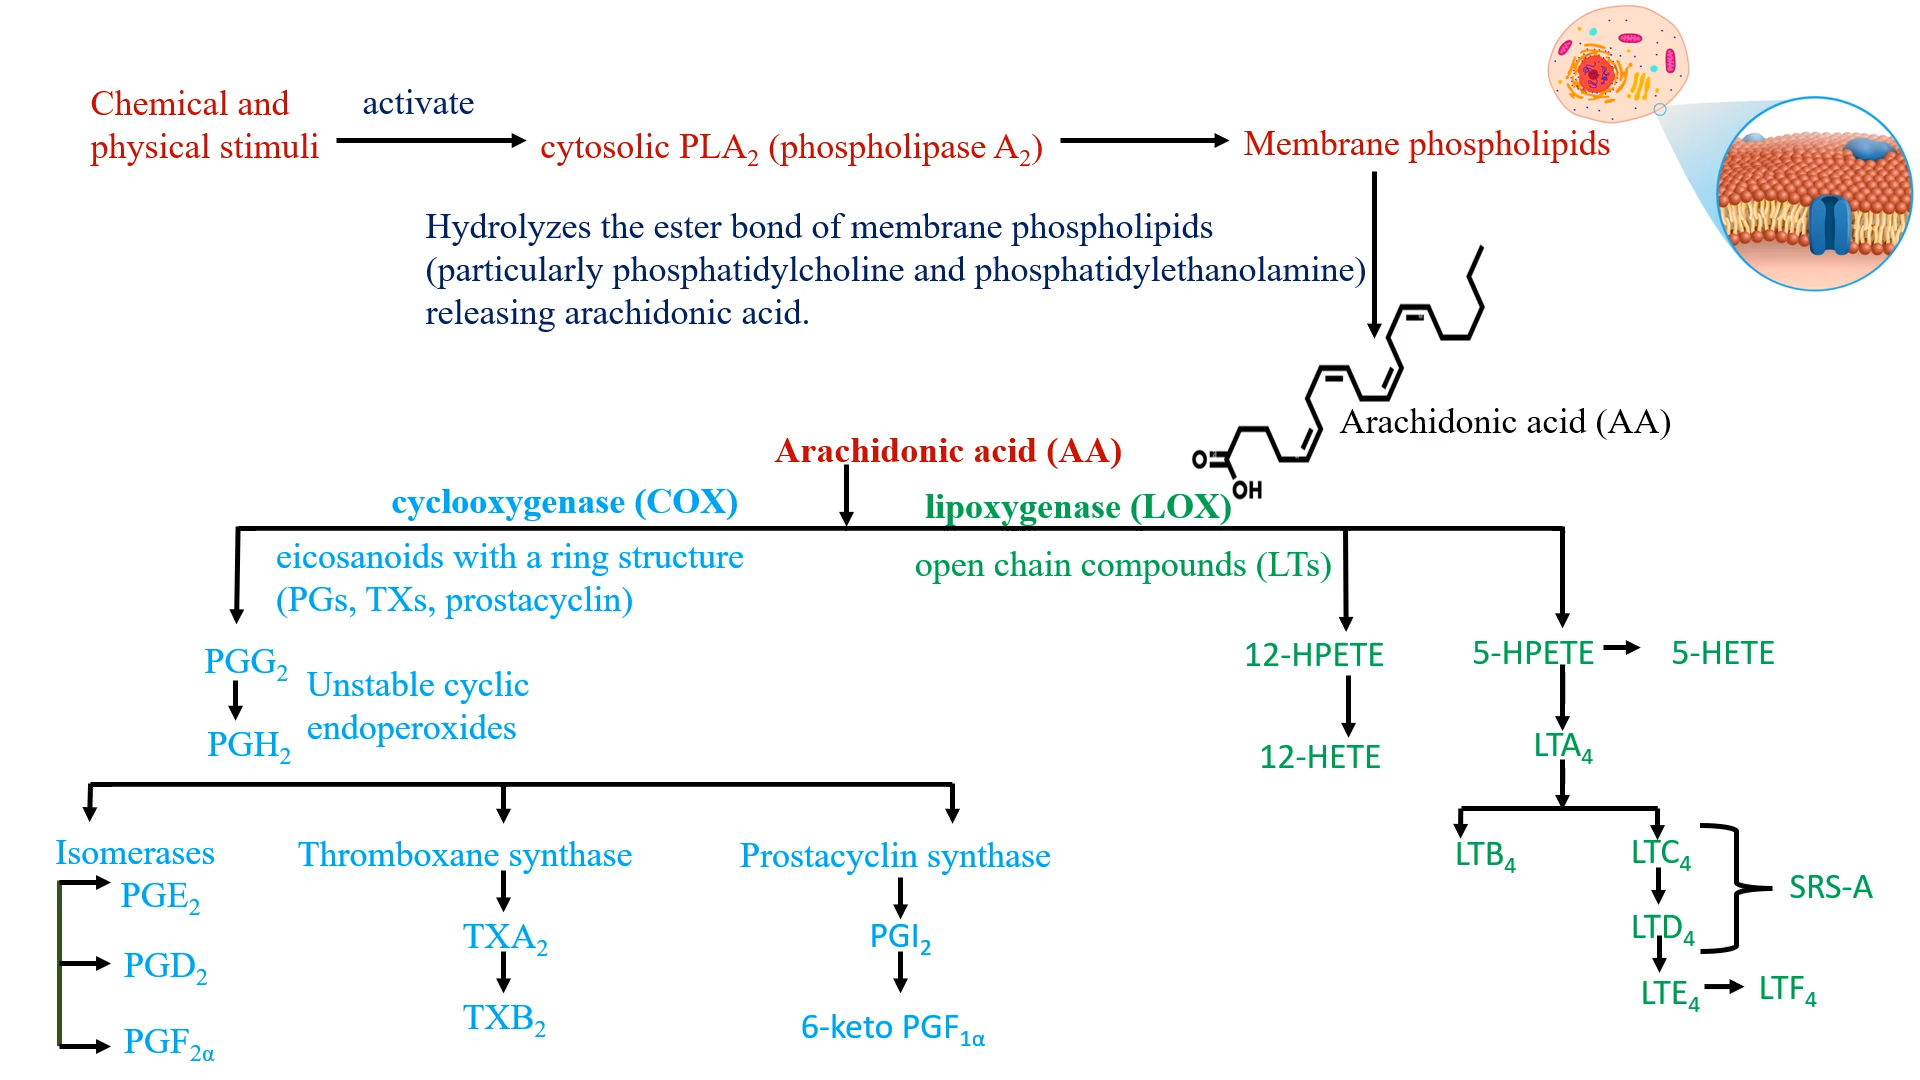 Chemical and
physical stimuli
activate
cytosolic PLA₂ (phospholipase A₂)
Membrane phospholipids
Hydrolyzes the ester bond of membrane phospholipids
(particularly phosphatidylcholine and phosphatidylethanolamine)
releasing arachidonic acid.
O
OH
Arachidonic acid (AA)
Arachidonic acid (AA)
cyclooxygenase (COX)
lipoxygenase (LOX)
eicosanoids with a ring structure
(PGs, TXs, prostacyclin)
open chain compounds (LTs)
PGG₂
Unstable cyclic
endoperoxides
PGH₂
12-HPETE
5-HPETE
5-HETE
12-HETE
LTA₄
Isomerases
Thromboxane synthase
Prostacyclin synthase
LTB₄
LTC₄
SRS-A
PGE₂
TXA₂
PGI₂
LTD₄
PGD₂
TXB₂
6-keto PGF₁α
LTE₄
LTF₄
PGF₂α